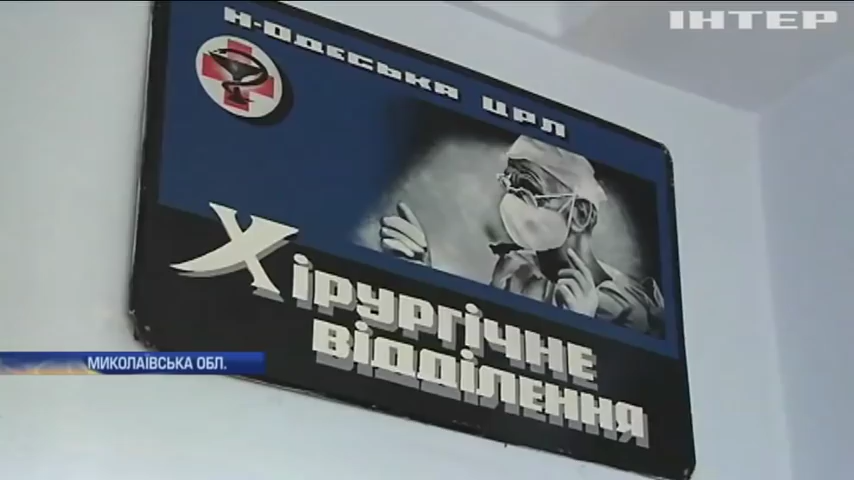 ІНТЕР
Н-ОДЕСЬКА ЦРЛ
ХІРУРГІЧНЕ
ВІДДІЛЕННЯ
МИКОЛАЇВСЬКА ОБЛ.